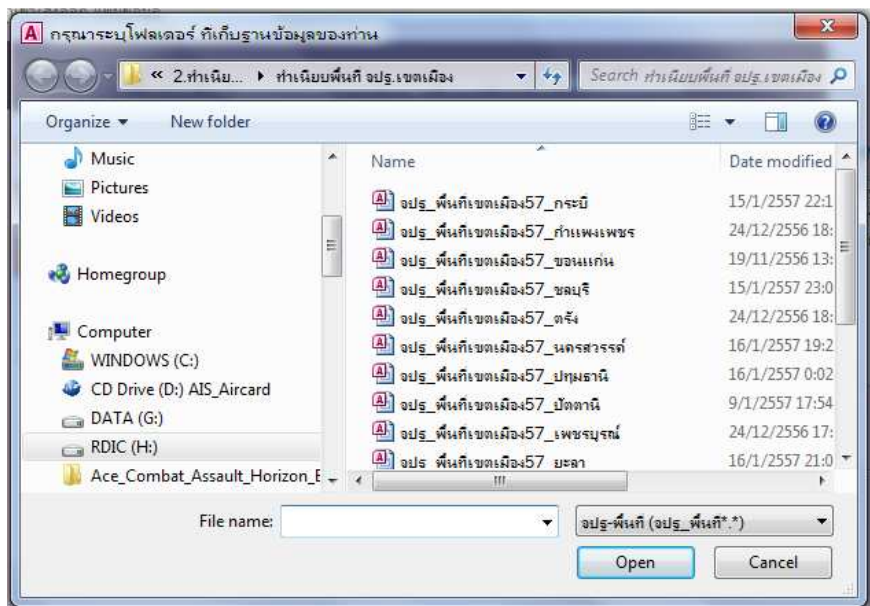 กรุณาระบุโฟลเดอร์ ที่เก็บฐานข้อมูลของท่าน
« 2.ทำเนีย... ทำเนียบพื้นที่ จปฐ.เขตเมือง Search ทำเนียบพื้นที่ จปฐ.เขตเมือง
Organize New folder
Music
Pictures
Videos
Homegroup
Computer
WINDOWS (C:)
CD Drive (D:) AIS_Aircard
DATA (G:)
RDIC (H:)
Ace_Combat_Assault_Horizon_E
Name Date modified
จปฐ_พื้นที่เขตเมือง57_กระบี่ 15/1/2557 22:1
จปฐ_พื้นที่เขตเมือง57_กำแพงเพชร 24/12/2556 18:
จปฐ_พื้นที่เขตเมือง57_ขอนแก่น 19/11/2556 13:
จปฐ_พื้นที่เขตเมือง57_ชลบุรี 15/1/2557 23:0
จปฐ_พื้นที่เขตเมือง57_ตรัง 24/12/2556 18:
จปฐ_พื้นที่เขตเมือง57_นครสวรรค์ 16/1/2557 19:2
จปฐ_พื้นที่เขตเมือง57_ปทุมธานี 16/1/2557 0:02
จปฐ_พื้นที่เขตเมือง57_ปัตตานี 9/1/2557 17:54
จปฐ_พื้นที่เขตเมือง57_เพชรบูรณ์ 24/12/2556 17:
จปฐ_พื้นที่เขตเมือง57_ยะลา 16/1/2557 21:0
File name: จปฐ-พื้นที่ (จปฐ_พื้นที่*.*)
Open Cancel